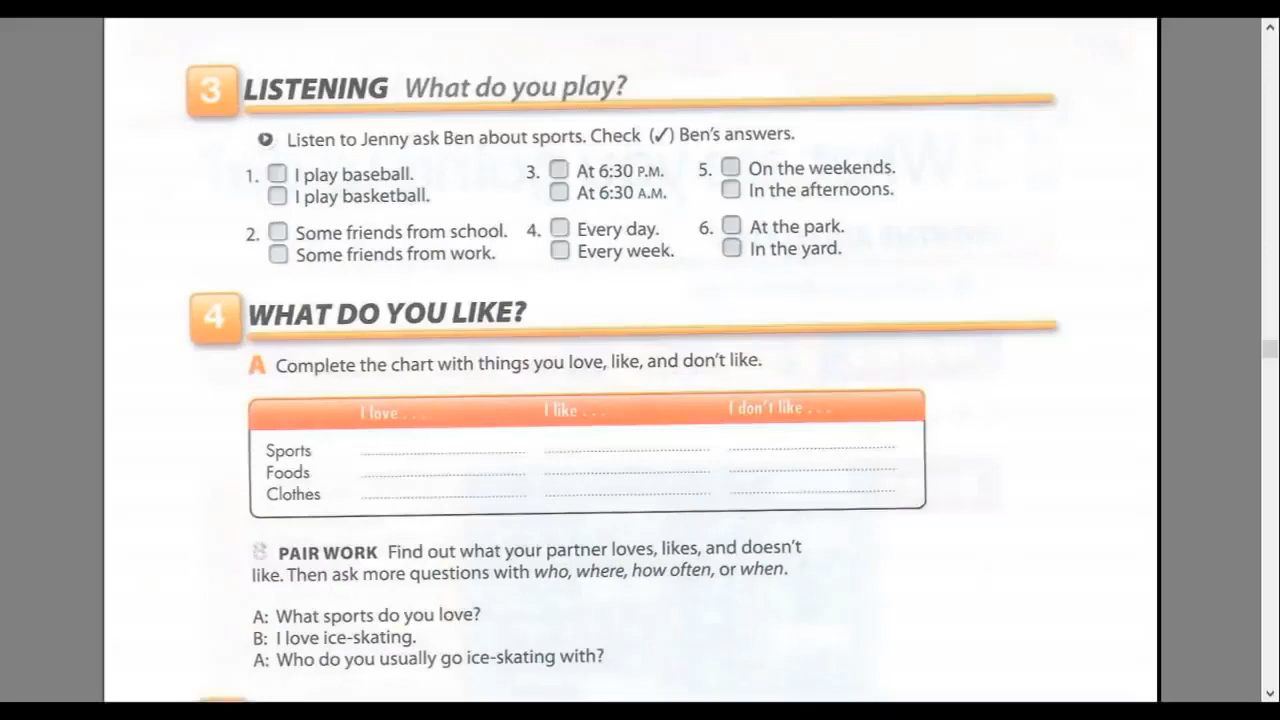 3 LISTENING What do you play?
Listen to Jenny ask Ben about sports. Check (✓) Ben's answers.
1. I play baseball.
I play basketball.
2. Some friends from school.
Some friends from work.
3. At 6:30 P.M.
At 6:30 A.M.
4. Every day.
Every week.
5. On the weekends.
In the afternoons.
6. At the park.
In the yard.
4 WHAT DO YOU LIKE?
A Complete the chart with things you love, like, and don't like.
I love . . . I like . . . I don't like . . .
Sports
Foods
Clothes
PAIR WORK Find out what your partner loves, likes, and doesn't
like. Then ask more questions with who, where, how often, or when.
A: What sports do you love?
B: I love ice-skating.
A: Who do you usually go ice-skating with?